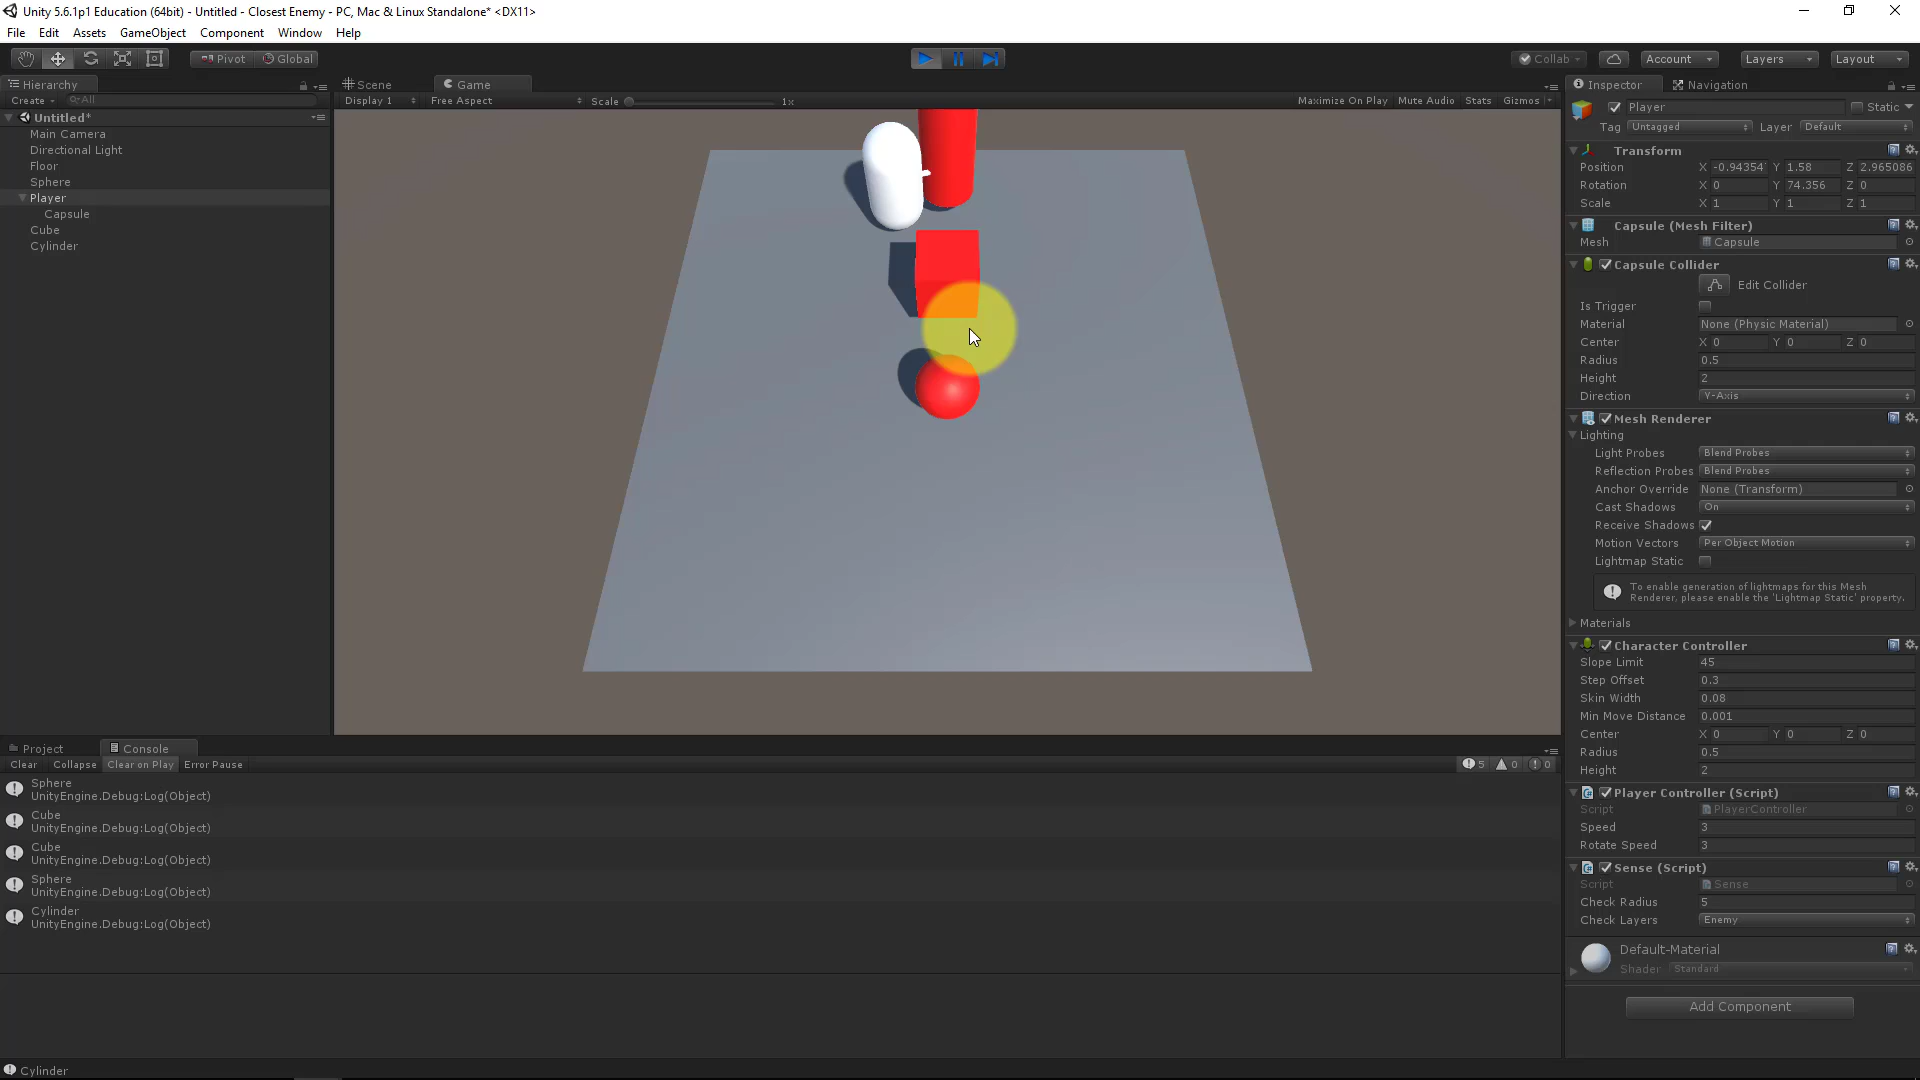 Unity 5.6.1p1 Education (64bit) - Untitled - Closest Enemy - PC, Mac & Linux Standalone* <DX11>
File Edit Assets GameObject Component Window Help
Pivot Global Collab Account Layers Layout
Hierarchy
Create All
Untitled*
Main Camera
Directional Light
Floor
Sphere
Player
Capsule
Cube
Cylinder
Scene Game
Display 1 Free Aspect Scale 1x Maximize On Play Mute Audio Stats Gizmos
Inspector Navigation
Player Static
Tag Untagged Layer Default
Transform
Position X -0.94354 Y 1.58 Z 2.965086
Rotation X 0 Y 74.356 Z 0
Scale X 1 Y 1 Z 1
Capsule (Mesh Filter)
Mesh Capsule
Capsule Collider
Edit Collider
Is Trigger
Material None (Physic Material)
Center X 0 Y 0 Z 0
Radius 0.5
Height 2
Direction Y-Axis
Mesh Renderer
Lighting
Light Probes Blend Probes
Reflection Probes Blend Probes
Anchor Override None (Transform)
Cast Shadows On
Receive Shadows
Motion Vectors Per Object Motion
Lightmap Static
To enable generation of lightmaps for this Mesh
Renderer, please enable the 'Lightmap Static' property.
Materials
Character Controller
Slope Limit 45
Step Offset 0.3
Skin Width 0.08
Min Move Distance 0.001
Center X 0 Y 0 Z 0
Radius 0.5
Height 2
Player Controller (Script)
Script PlayerController
Speed 3
Rotate Speed 3
Sense (Script)
Script Sense
Check Radius 5
Check Layers Enemy
Default-Material
Shader Standard
Add Component
Project Console
Clear Collapse Clear on Play Error Pause 5 0 0
Sphere
UnityEngine.Debug:Log(Object)
Cube
UnityEngine.Debug:Log(Object)
Cube
UnityEngine.Debug:Log(Object)
Sphere
UnityEngine.Debug:Log(Object)
Cylinder
UnityEngine.Debug:Log(Object)
Cylinder